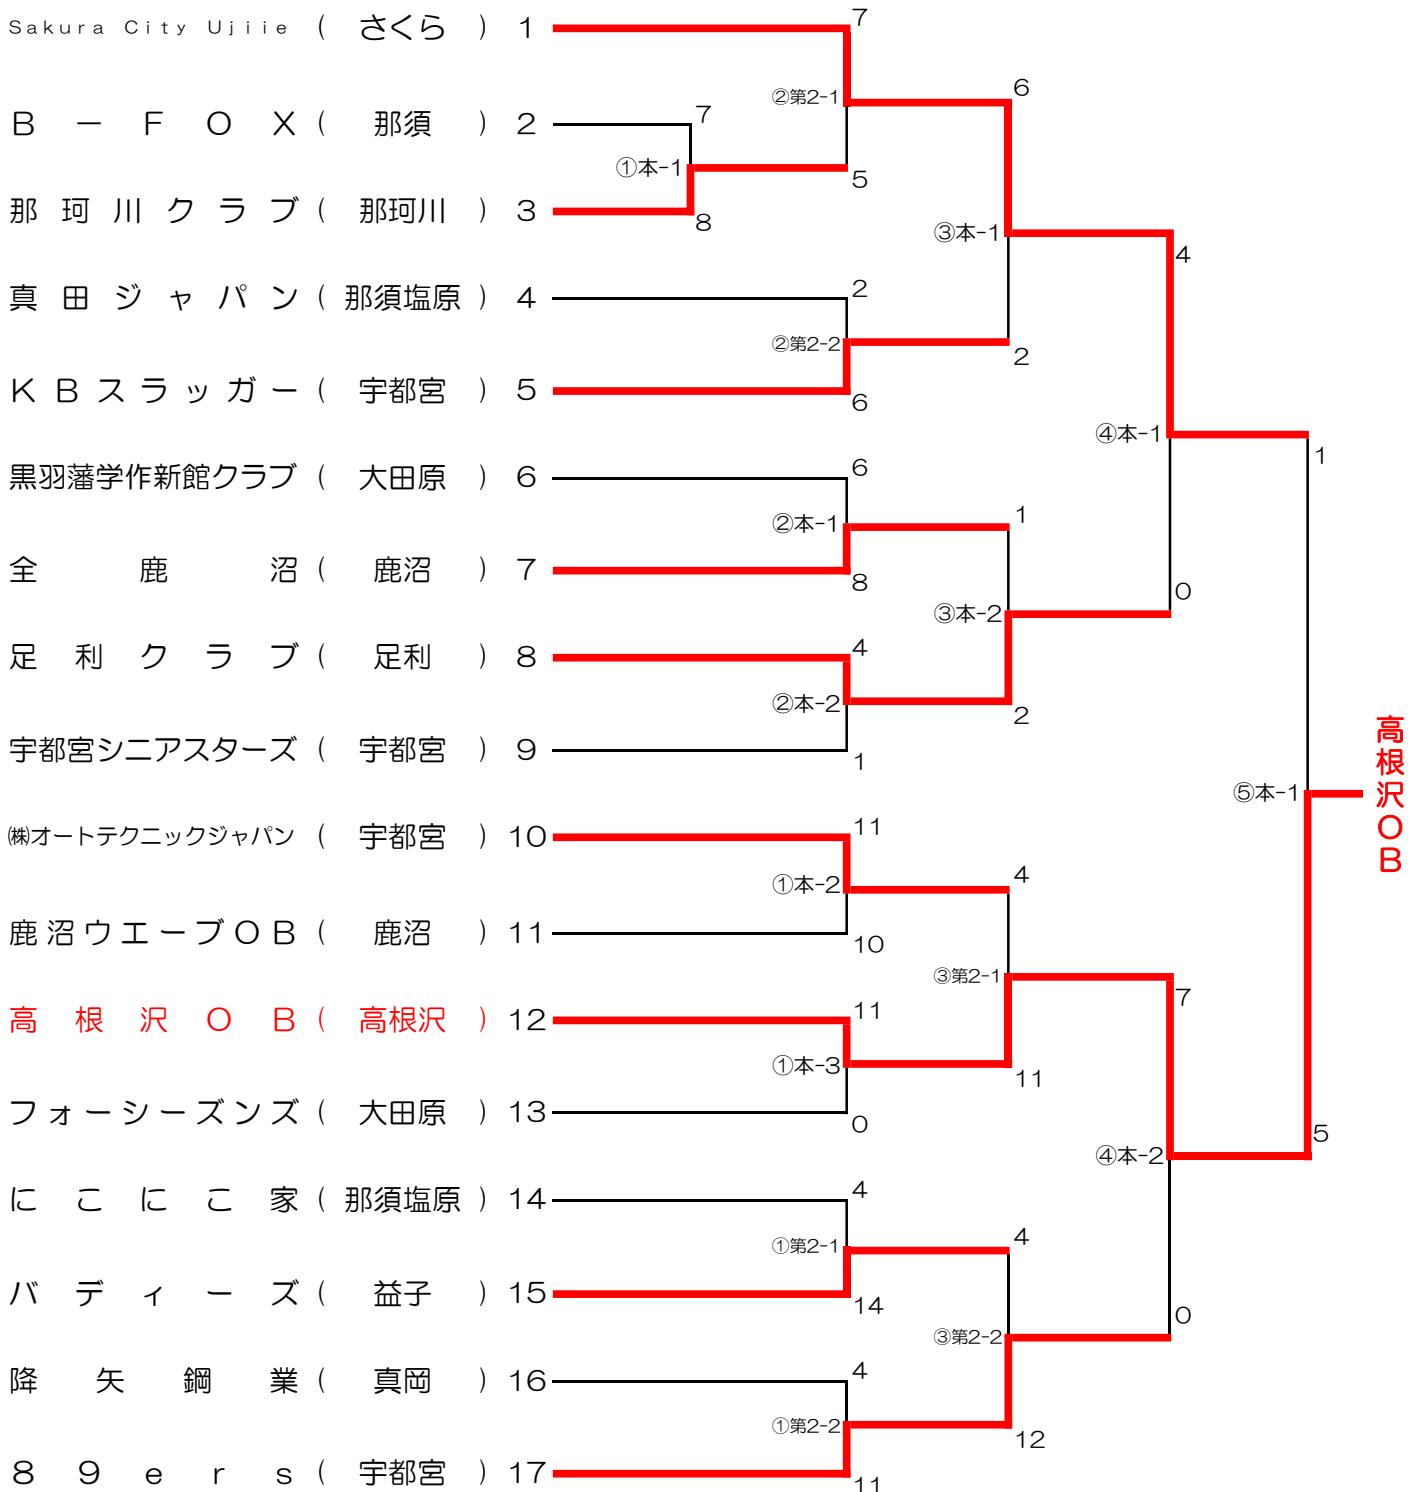 Sakura City Ujiie ( さくら ) 1
B － F O X ( 那須 ) 2
那珂川クラブ ( 那珂川 ) 3
真田ジャパン ( 那須塩原 ) 4
KBスラッガー ( 宇都宮 ) 5
黒羽藩学作新館クラブ ( 大田原 ) 6
全鹿沼 ( 鹿沼 ) 7
足利クラブ ( 足利 ) 8
宇都宮シニアスターズ ( 宇都宮 ) 9
㈱オートテクニックジャパン ( 宇都宮 ) 10
鹿沼ウエーブOB ( 鹿沼 ) 11
高根沢OB ( 高根沢 ) 12
フォーシーズンズ ( 大田原 ) 13
にこにこ家 ( 那須塩原 ) 14
バディーズ ( 益子 ) 15
降矢鋼業 ( 真岡 ) 16
89ers ( 宇都宮 ) 17
7
①本-1
8
7
②第2-1
5
2
②第2-2
6
6
②本-1
8
4
②本-2
1
11
①本-2
10
11
①本-3
0
4
①第2-1
14
4
①第2-2
11
6
③本-1
2
1
③本-2
2
4
③第2-1
11
4
③第2-2
12
4
④本-1
0
7
④本-2
0
1
⑤本-1
5
高根沢OB